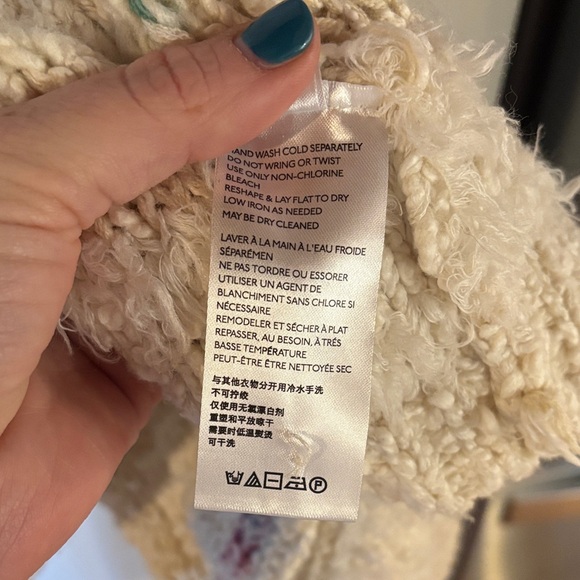 HAND WASH COLD SEPARATELY
DO NOT WRING OR TWIST
USE ONLY NON-CHLORINE
BLEACH
RESHAPE & LAY FLAT TO DRY
LOW IRON AS NEEDED
MAY BE DRY CLEANED
LAVER À LA MAIN À L'EAU FROIDE
SÉPARÉMEN
NE PAS TORDRE OU ESSORER
UTILISER UN AGENT DE
BLANCHIMENT SANS CHLORE SI
NÉCESSAIRE
REMODELER ET SÉCHER À PLAT
REPASSER, AU BESOIN, À TRÉS
BASSE TEMPÉRATURE
PEUT-ÊTRE ÊTRE NETTOYÉE SEC
与其他衣物分开用冷水手洗
不可拧绞
仅使用无氯漂白剂
重塑和平放晾干
需要时低温熨烫
可干洗
P